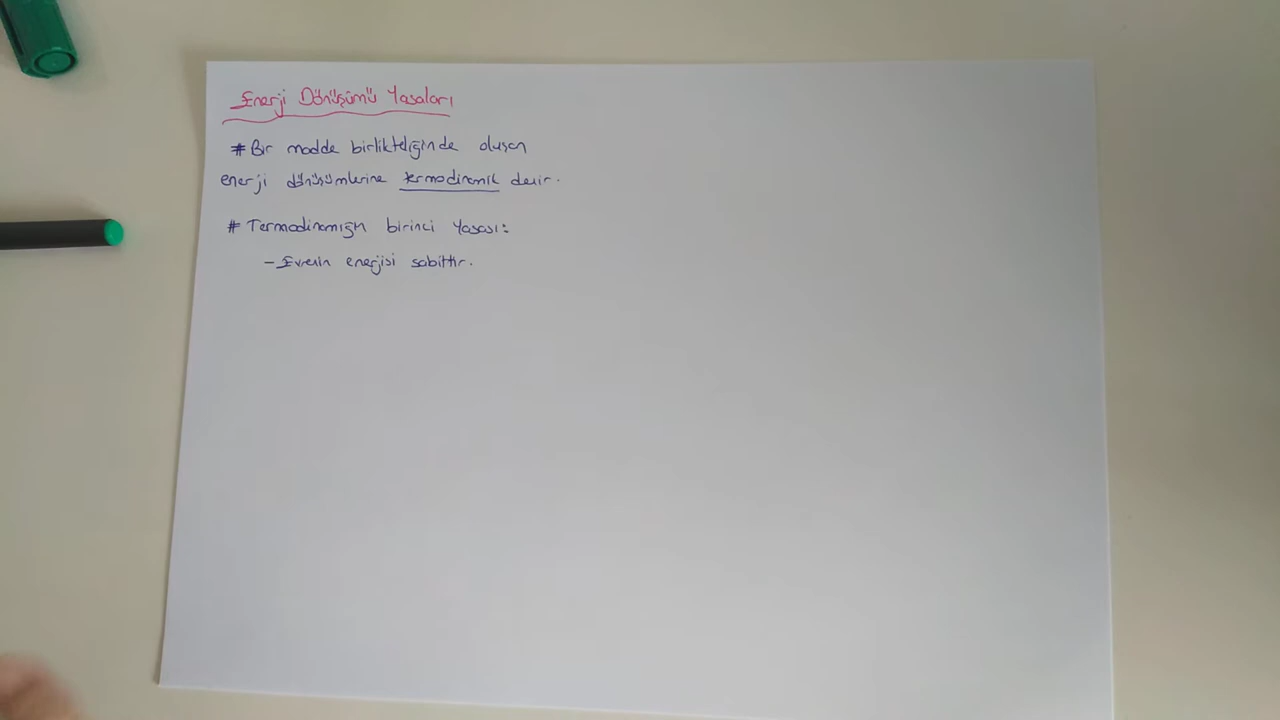 Enerji Dönüşümü Yasaları
# Bir madde birlikteliğinde oluşan
enerji dönüşümlerine termodinamik denir.
# Termodinamiğin birinci yasası:
- Evrenin enerjisi sabittir.